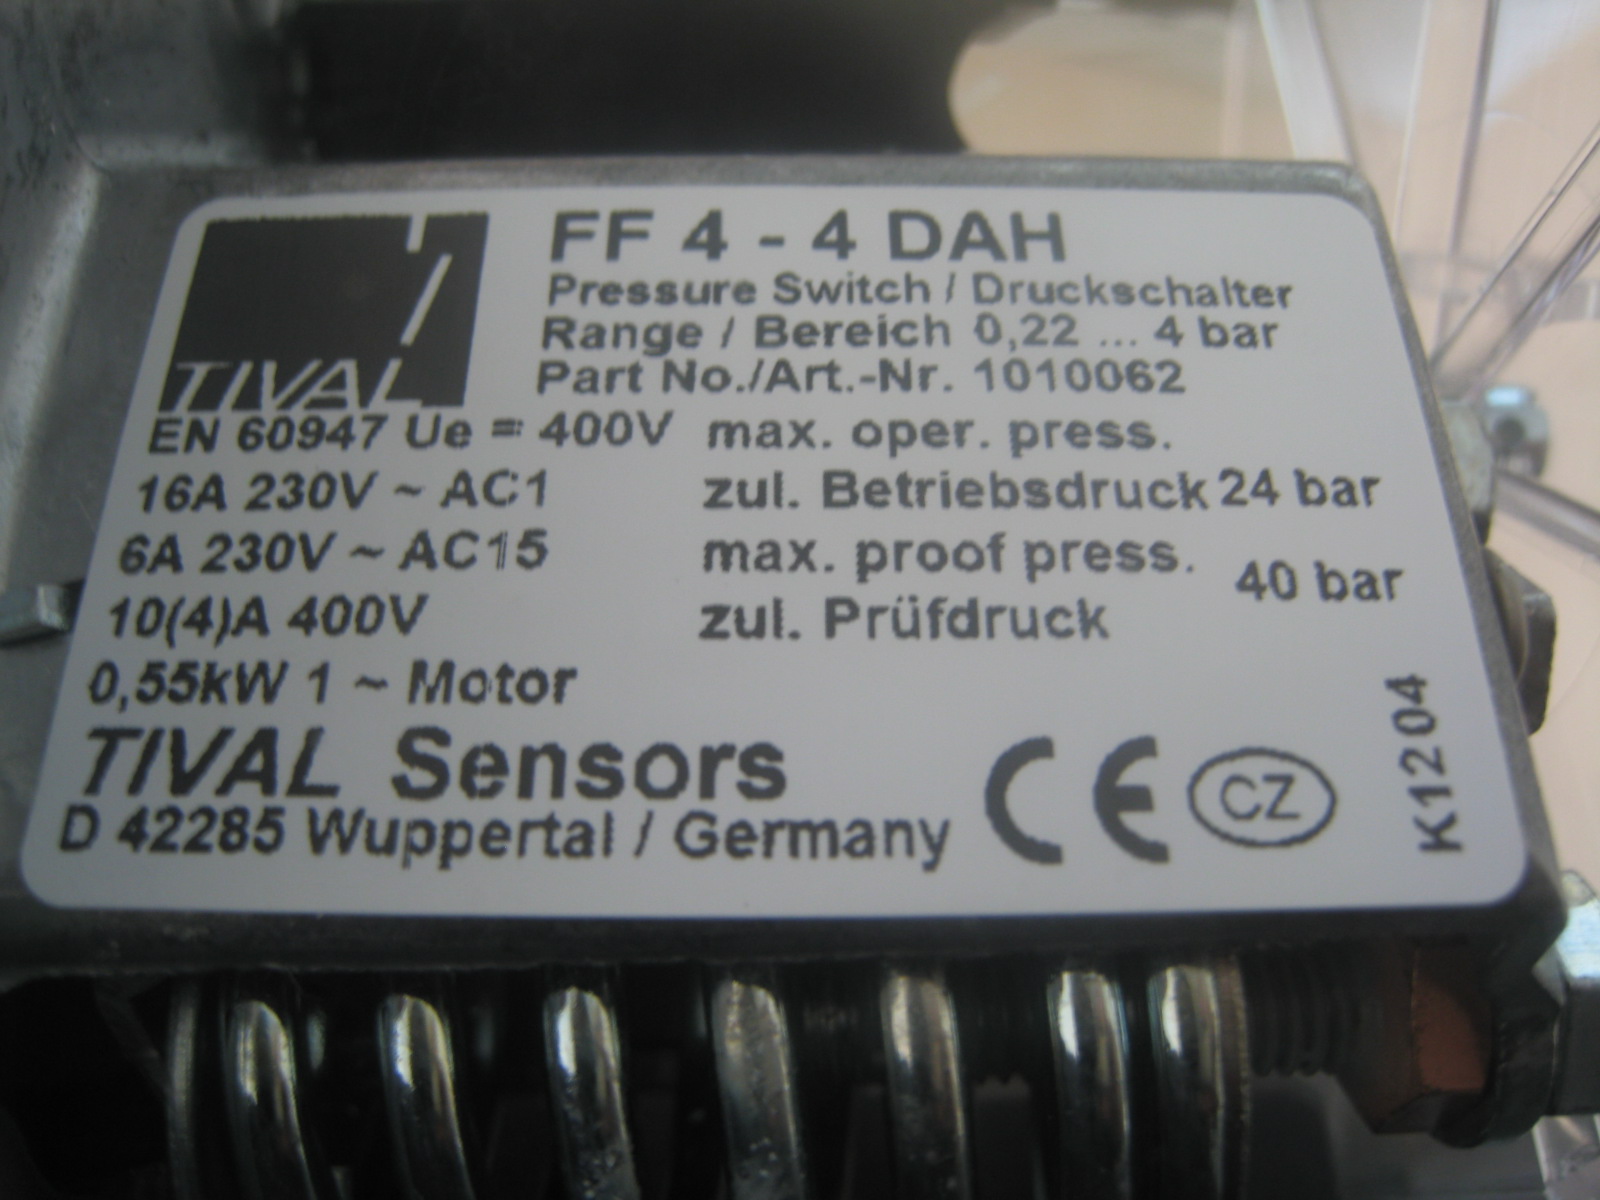 TIVAL
FF 4 - 4 DAH
Pressure Switch / Druckschalter
Range / Bereich 0,22 ... 4 bar
Part No./Art.-Nr. 1010062
EN 60947 Ue = 400V
16A 230V ~ AC1
6A 230V ~ AC15
10(4)A 400V
0,55kW 1 ~ Motor
max. oper. press.
zul. Betriebsdruck 24 bar
max. proof press.
zul. Prüfdruck
40 bar
TIVAL Sensors
D 42285 Wuppertal / Germany
CE
CZ
K1204